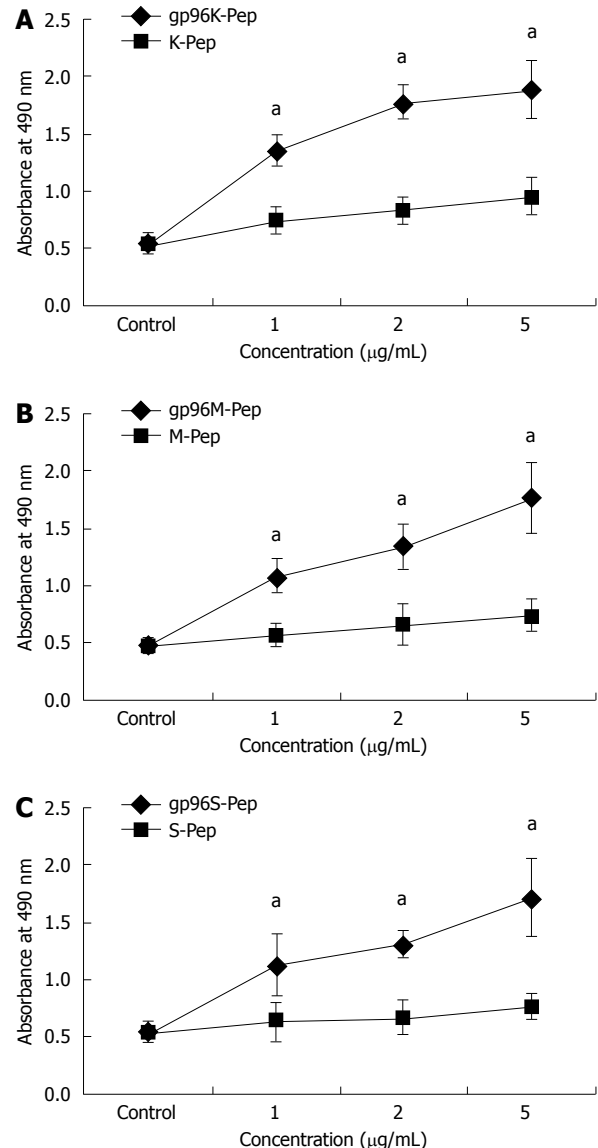 A
gp96K-Pep
K-Pep
a
a
a
Absorbance at 490 nm
2.5
2.0
1.5
1.0
0.5
0.0
Control 1 2 5
Concentration (μg/mL)
B
gp96M-Pep
M-Pep
a
a
a
Absorbance at 490 nm
2.5
2.0
1.5
1.0
0.5
0.0
Control 1 2 5
Concentration (μg/mL)
C
gp96S-Pep
S-Pep
a
a
a
Absorbance at 490 nm
2.5
2.0
1.5
1.0
0.5
0.0
Control 1 2 5
Concentration (μg/mL)